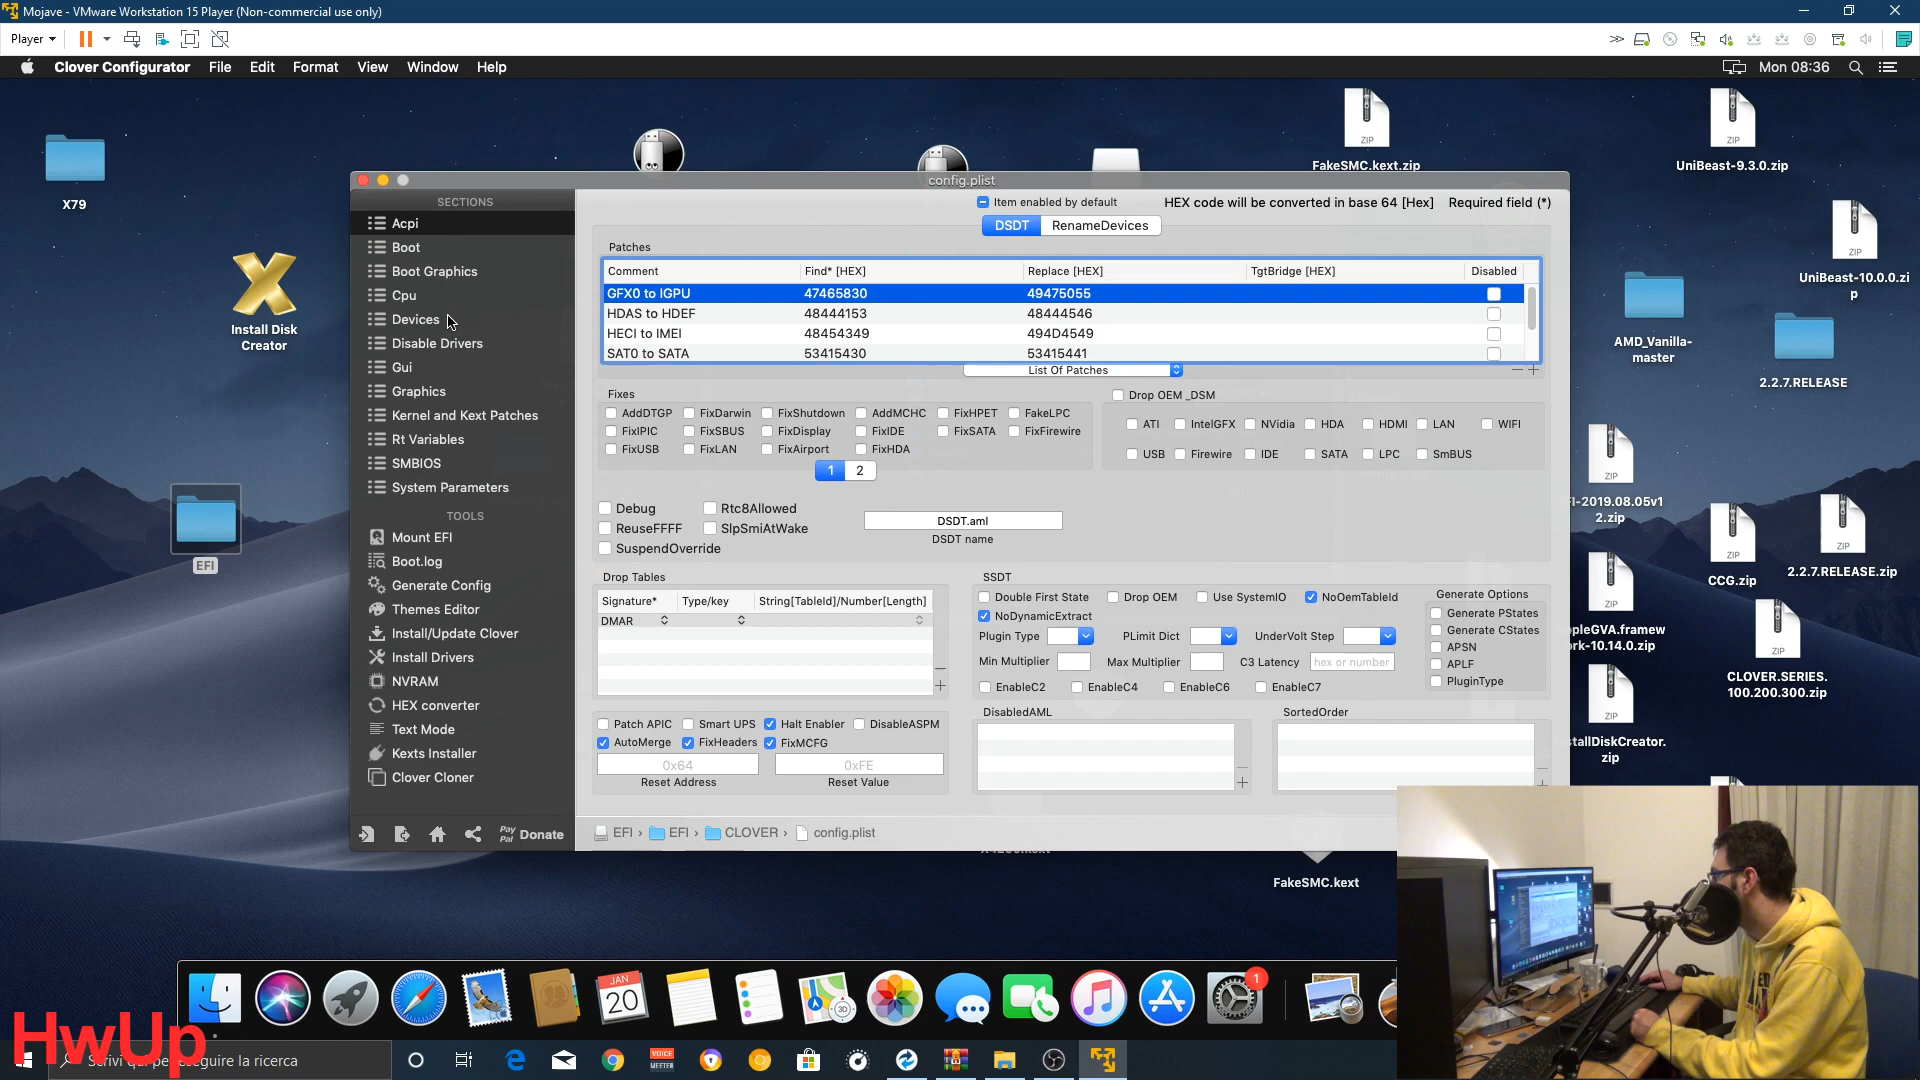 Mojave - VMware Workstation 15 Player (Non-commercial use only)
Player
Clover Configurator File Edit Format View Window Help
Mon 08:36
X79
Install Disk
Creator
EFI
FakeSMC.kext.zip
UniBeast-9.3.0.zip
ZIP
UniBeast-10.0.0.zi
p
AMD_Vanilla-
master
2.2.7.RELEASE
FI-2019.08.05v1
2.zip
CCG.zip
2.2.7.RELEASE.zip
ppleGVA.framew
ork-10.14.0.zip
CLOVER.SERIES.
100.200.300.zip
stallDiskCreator.
zip
FakeSMC.kext
config.plist
SECTIONS
Acpi
Boot
Boot Graphics
Cpu
Devices
Disable Drivers
Gui
Graphics
Kernel and Kext Patches
Rt Variables
SMBIOS
System Parameters
TOOLS
Mount EFI
Boot.log
Generate Config
Themes Editor
Install/Update Clover
Install Drivers
NVRAM
HEX converter
Text Mode
Kexts Installer
Clover Cloner
Pay
Pal Donate
Item enabled by default HEX code will be converted in base 64 [Hex] Required field (*)
DSDT RenameDevices
Patches
Comment Find* [HEX] Replace [HEX] TgtBridge [HEX] Disabled
GFX0 to IGPU 47465830 49475055
HDAS to HDEF 48444153 48444546
HECI to IMEI 48454349 494D4549
SAT0 to SATA 53415430 53415441
List Of Patches
Fixes
AddDTGP FixDarwin FixShutdown AddMCHC FixHPET FakeLPC
FixIPIC FixSBUS FixDisplay FixIDE FixSATA FixFirewire
FixUSB FixLAN FixAirport FixHDA
1 2
Drop OEM _DSM
ATI IntelGFX NVidia HDA HDMI LAN WIFI
USB Firewire IDE SATA LPC SmBUS
Debug Rtc8Allowed
ReuseFFFF SlpSmiAtWake
SuspendOverride
DSDT.aml
DSDT name
Drop Tables
Signature* Type/key String[TableId]/Number[Length]
DMAR
SSDT
Double First State Drop OEM Use SystemIO NoOemTableId
NoDynamicExtract
Plugin Type PLimit Dict UnderVolt Step
Min Multiplier Max Multiplier C3 Latency hex or number
EnableC2 EnableC4 EnableC6 EnableC7
Generate Options
Generate PStates
Generate CStates
APSN
APLF
PluginType
Patch APIC Smart UPS Halt Enabler DisableASPM
AutoMerge FixHeaders FixMCFG
0x64 0xFE
Reset Address Reset Value
DisabledAML
SortedOrder
EFI › EFI › CLOVER › config.plist
JAN
20
3D
1
HwUp
VOICE
MEETER